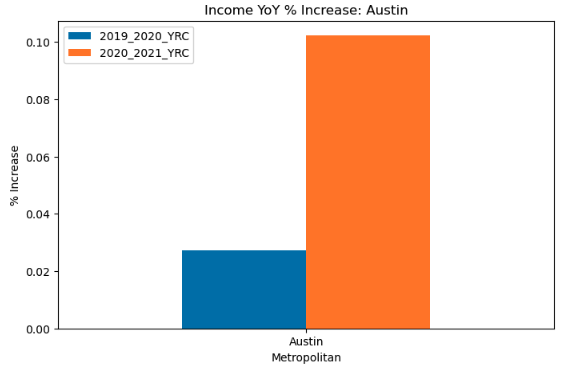 Income YoY % Increase: Austin
2019_2020_YRC
2020_2021_YRC
% Increase
0.10
0.08
0.06
0.04
0.02
0.00
Austin
Metropolitan